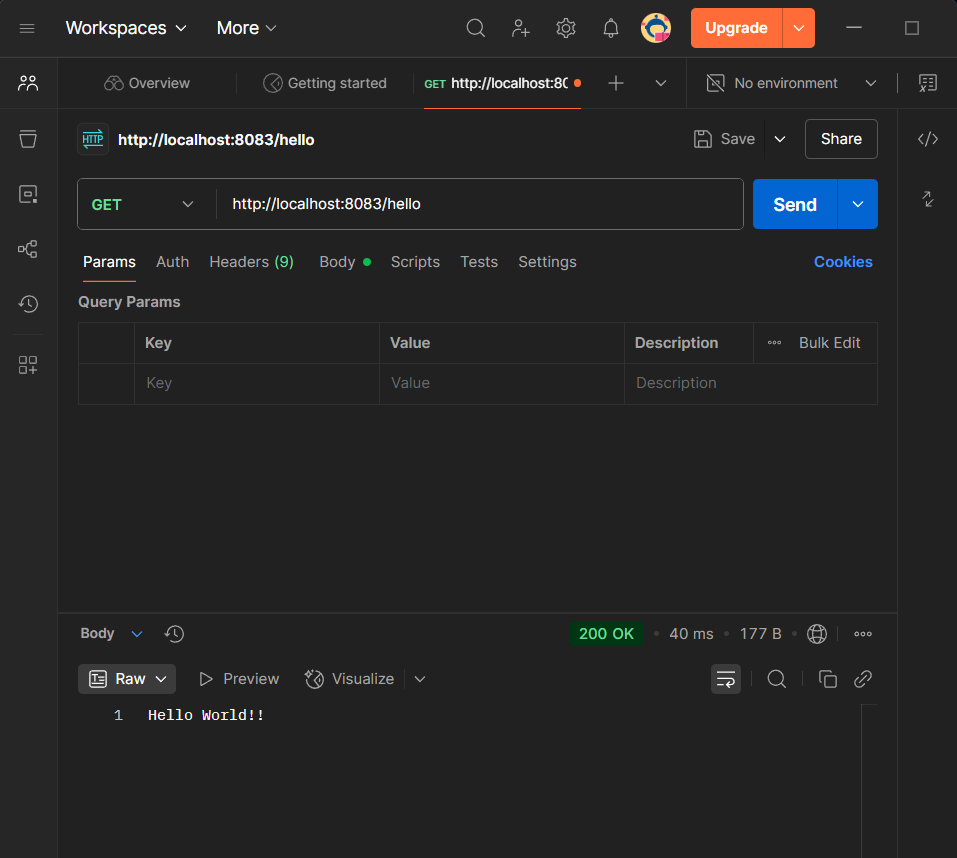 Workspaces More Upgrade
Overview Getting started GET http://localhost:80 No environment
HTTP http://localhost:8083/hello Save Share
GET http://localhost:8083/hello Send
Params Auth Headers (9) Body Scripts Tests Settings Cookies
Query Params
Key Value Description Bulk Edit
Key Value Description
Body 200 OK 40 ms 177 B
Raw Preview Visualize
1 Hello World!!